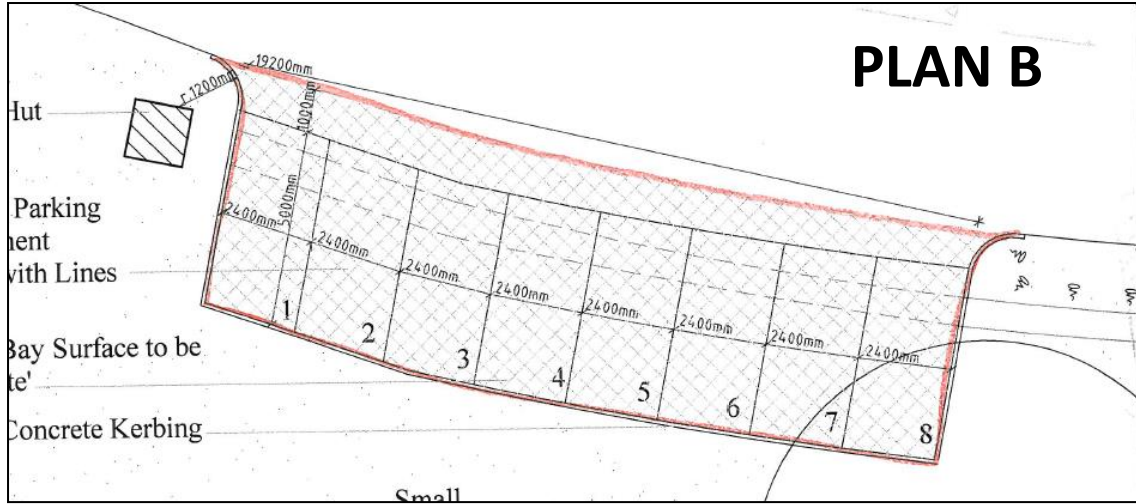 PLAN B
19200mm
r.1200mm
1000mm
Hut
Parking
with Lines
5000mm
2400mm
2400mm
2400mm
2400mm
2400mm
2400mm
2400mm
2400mm
1
2
3
4
5
6
7
8
Bay Surface to be
te'
Concrete Kerbing
Small